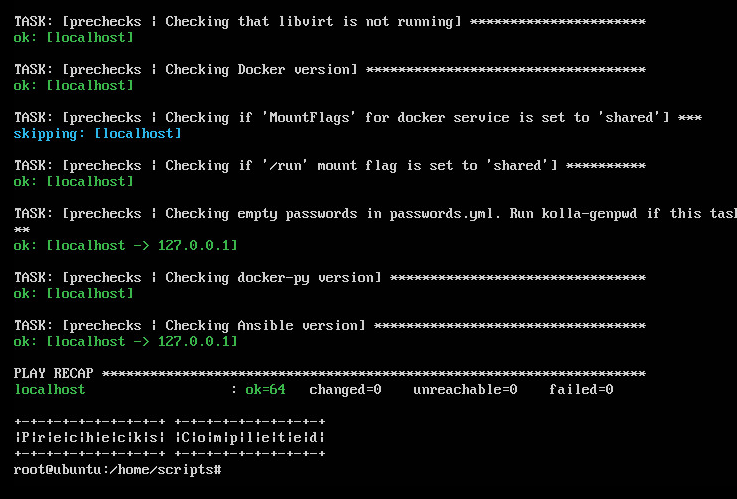 TASK: [prechecks | Checking that libvirt is not running] **********************
ok: [localhost]
TASK: [prechecks | Checking Docker version] ***********************************
ok: [localhost]
TASK: [prechecks | Checking if 'MountFlags' for docker service is set to 'shared'] ***
skipping: [localhost]
TASK: [prechecks | Checking if '/run' mount flag is set to 'shared'] **********
ok: [localhost]
TASK: [prechecks | Checking empty passwords in passwords.yml. Run kolla-genpwd if this task
**
ok: [localhost -> 127.0.0.1]
TASK: [prechecks | Checking docker-py version] ********************************
ok: [localhost]
TASK: [prechecks | Checking Ansible version] **********************************
ok: [localhost -> 127.0.0.1]
PLAY RECAP ********************************************************************
localhost                  : ok=64   changed=0    unreachable=0    failed=0
+-+-+-+-+-+-+-+-+-+ +-+-+-+-+-+-+-+-+-+
|P|r|e|c|h|e|c|k|s| |C|o|m|p|l|e|t|e|d|
+-+-+-+-+-+-+-+-+-+ +-+-+-+-+-+-+-+-+-+
root@ubuntu:/home/scripts#